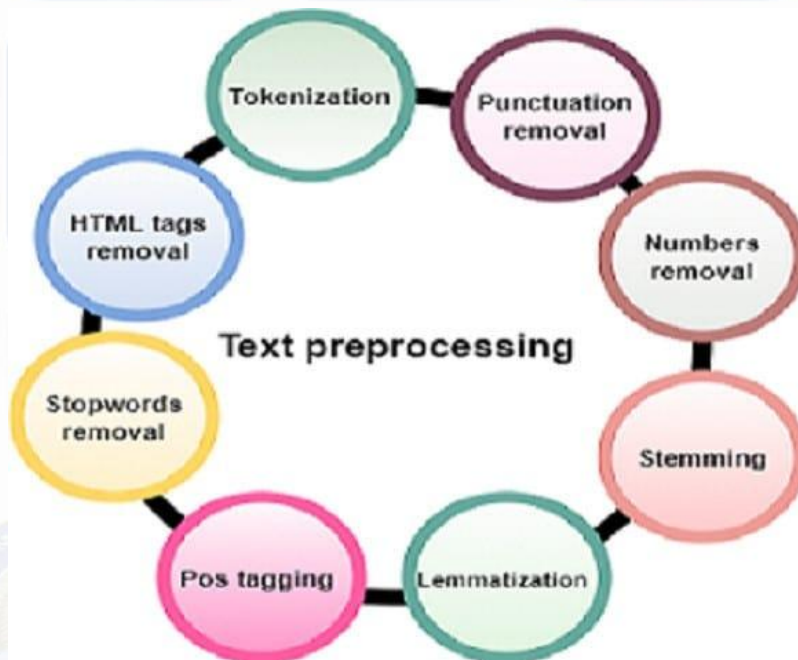 Tokenization
Punctuation
removal
Numbers
removal
Stemming
Lemmatization
Pos tagging
Stopwords
removal
HTML tags
removal
Text preprocessing